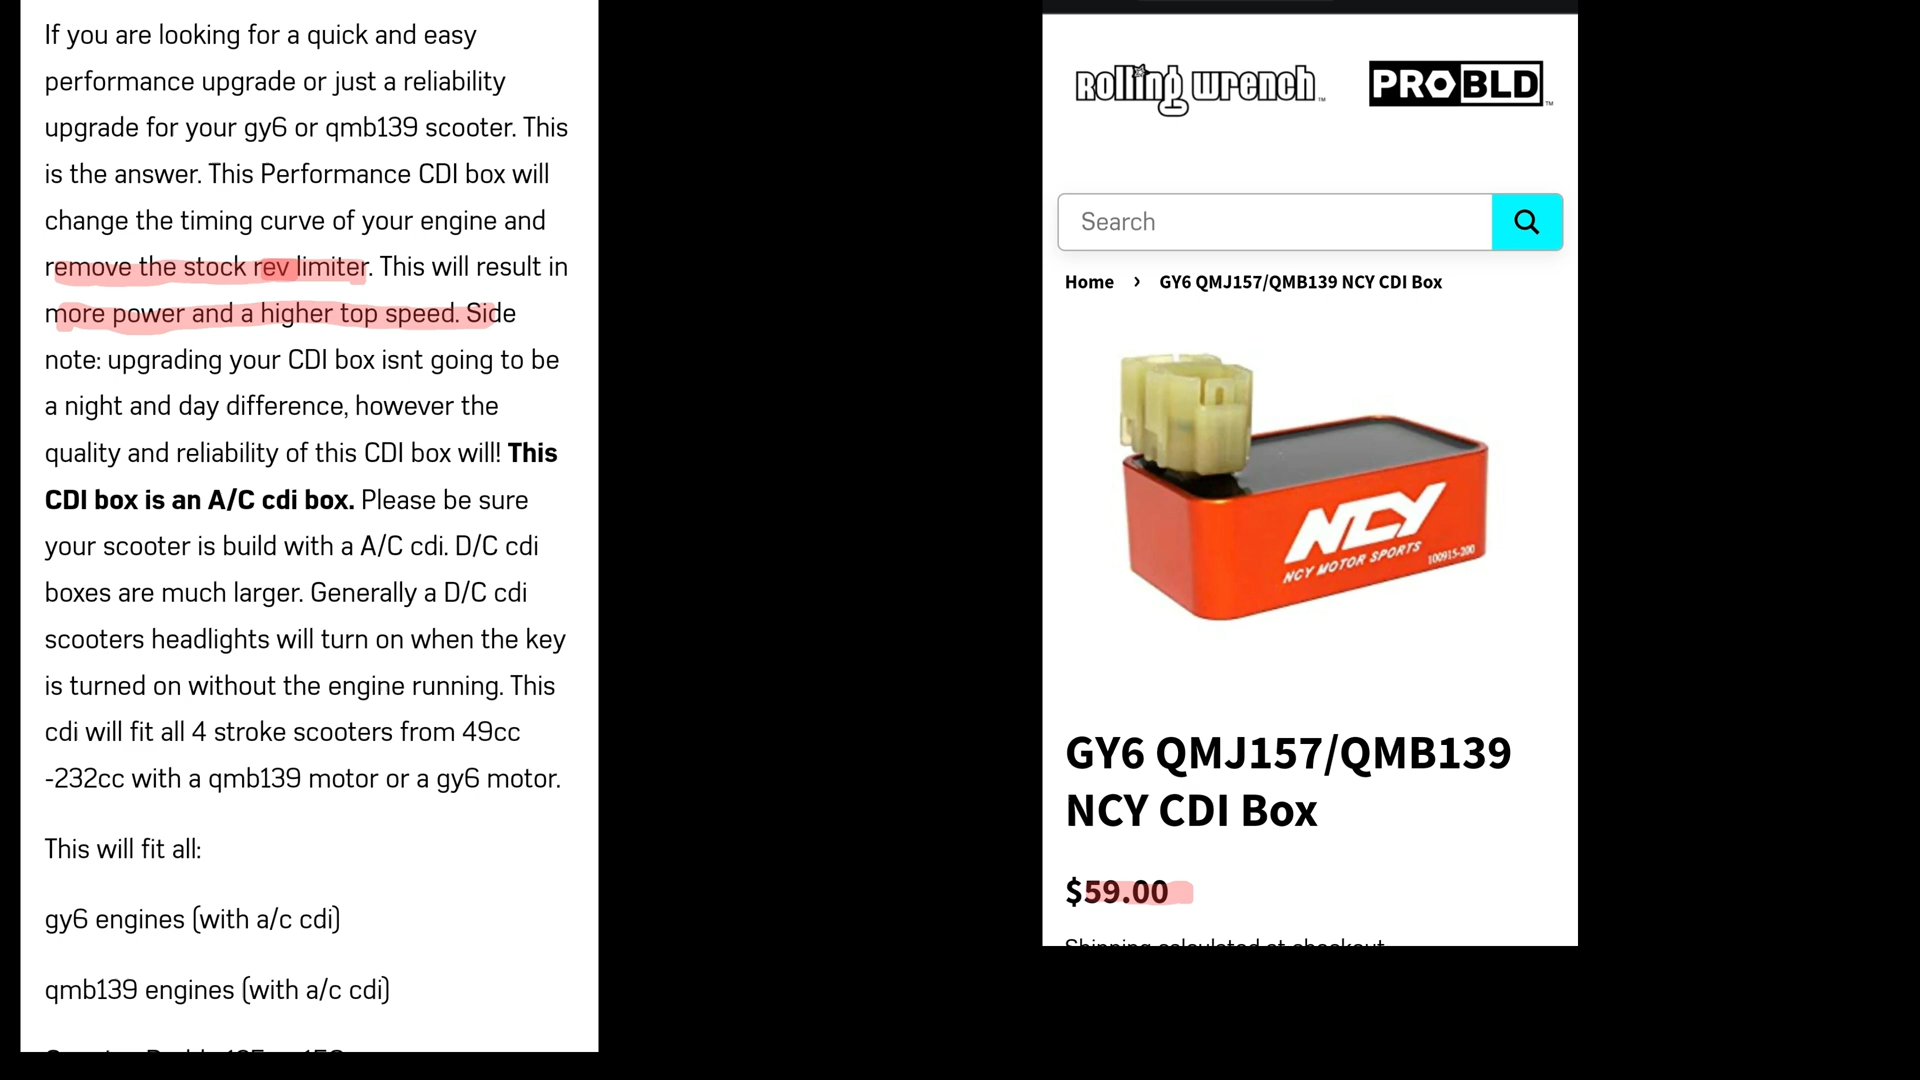 If you are looking for a quick and easy
performance upgrade or just a reliability
upgrade for your gy6 or qmb139 scooter. This
is the answer. This Performance CDI box will
change the timing curve of your engine and
remove the stock rev limiter. This will result in
more power and a higher top speed. Side
note: upgrading your CDI box isnt going to be
a night and day difference, however the
quality and reliability of this CDI box will! This
CDI box is an A/C cdi box. Please be sure
your scooter is build with a A/C cdi. D/C cdi
boxes are much larger. Generally a D/C cdi
scooters headlights will turn on when the key
is turned on without the engine running. This
cdi will fit all 4 stroke scooters from 49cc
-232cc with a qmb139 motor or a gy6 motor.
This will fit all:
gy6 engines (with a/c cdi)
qmb139 engines (with a/c cdi)
Rolling Wrench™
PROBLD™
Search
Home › GY6 QMJ157/QMB139 NCY CDI Box
NCY
NCY MOTOR SPORTS
100915-200
GY6 QMJ157/QMB139
NCY CDI Box
$59.00
Shipping calculated at checkout